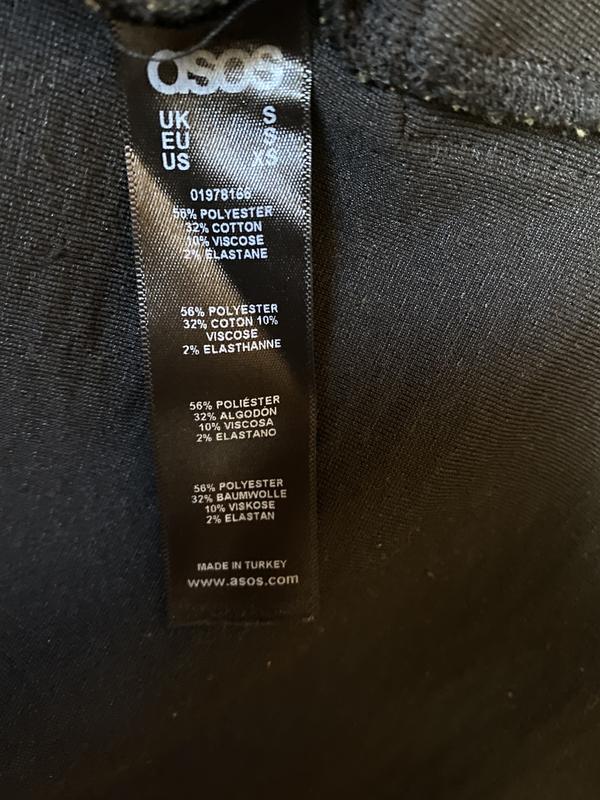 asos
UK S
EU S
US XS
01978166
56% POLYESTER
32% COTTON
10% VISCOSE
2% ELASTANE
56% POLYESTER
32% COTON 10%
VISCOSE
2% ELASTHANNE
56% POLIÉSTER
32% ALGODÓN
10% VISCOSA
2% ELASTANO
56% POLYESTER
32% BAUMWOLLE
10% VISKOSE
2% ELASTAN
MADE IN TURKEY
www.asos.com